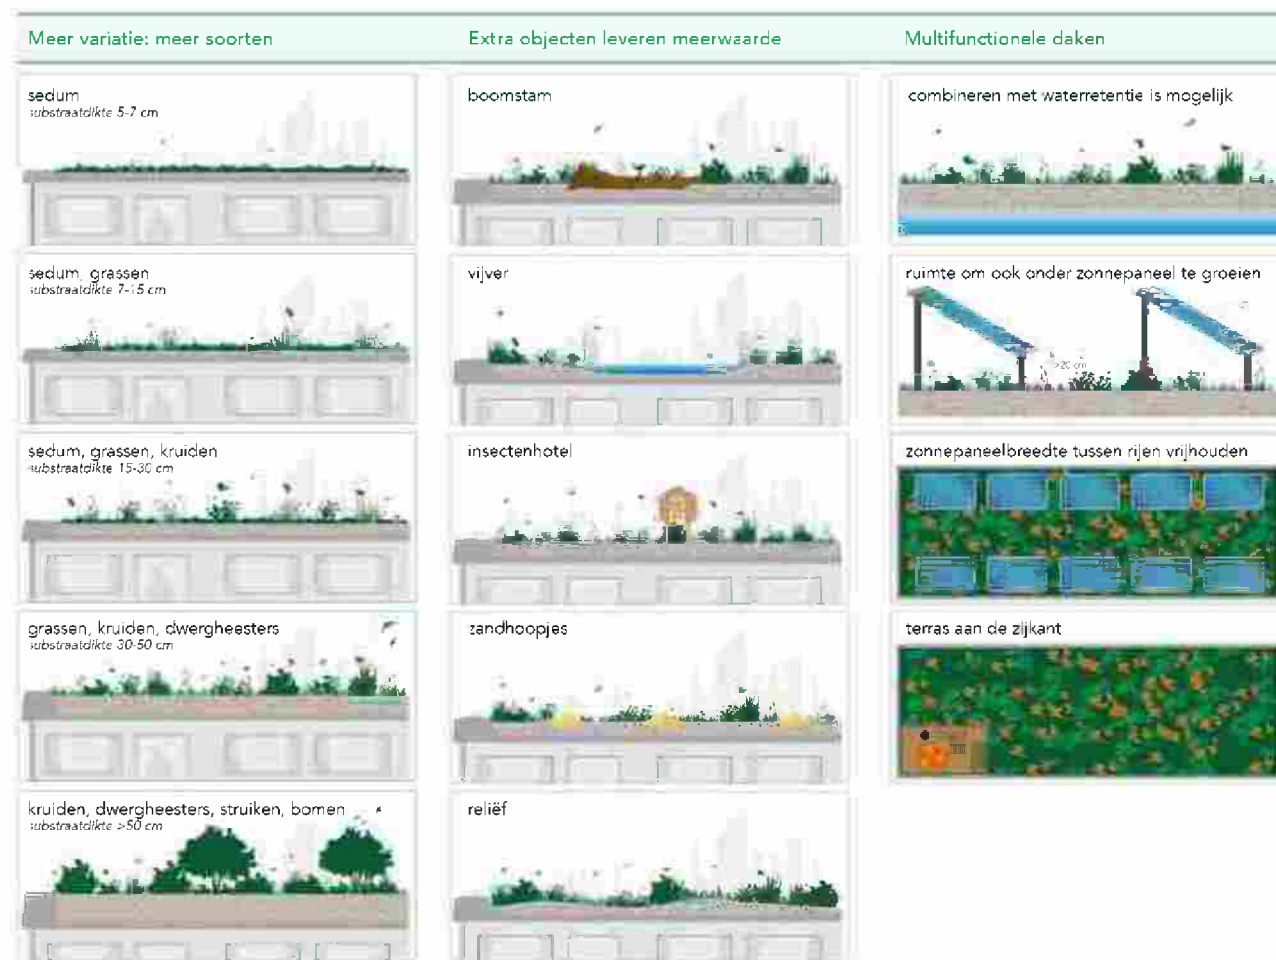 Meer variatie: meer soorten
sedum
substraatdikte 5-7 cm
sedum, grassen
substraatdikte 7-15 cm
sedum, grassen, kruiden
substraatdikte 15-30 cm
grassen, kruiden, dwergheesters
substraatdikte 30-50 cm
kruiden, dwergheesters, struiken, bomen
substraatdikte >50 cm
Extra objecten leveren meerwaarde
boomstam
vijver
insectenhotel
zandhoopjes
reliëf
Multifunctionele daken
combineren met waterretentie is mogelijk
ruimte om ook onder zonnepaneel te groeien
>20 cm
zonnepaneelbreedte tussen rijen vrijhouden
terras aan de zijkant